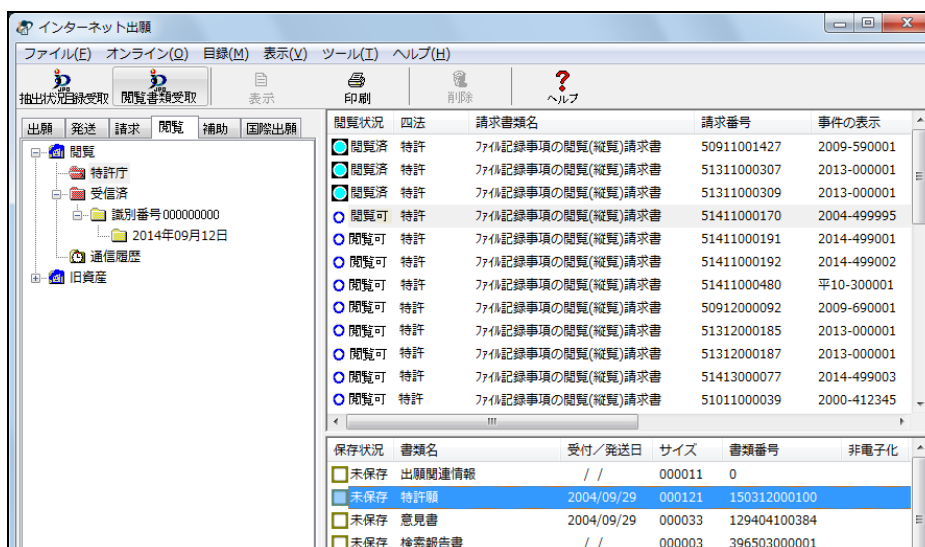 インターネット出願
ファイル(F) オンライン(O) 目録(M) 表示(V) ツール(T) ヘルプ(H)
抽出状況目録受取 閲覧書類受取 表示 印刷 削除 ヘルプ
出願 発送 請求 閲覧 補助 国際出願
閲覧
特許庁
受信済
識別番号000000000
2014年09月12日
通信履歴
旧資産
閲覧状況 四法 請求書類名 請求番号 事件の表示
閲覧済 特許 ファイル記録事項の閲覧(縦覧)請求書 50911001427 2009-590001
閲覧済 特許 ファイル記録事項の閲覧(縦覧)請求書 51311000307 2013-000001
閲覧済 特許 ファイル記録事項の閲覧(縦覧)請求書 51311000309 2013-000001
閲覧可 特許 ファイル記録事項の閲覧(縦覧)請求書 51411000170 2004-499995
閲覧可 特許 ファイル記録事項の閲覧(縦覧)請求書 51411000191 2014-499001
閲覧可 特許 ファイル記録事項の閲覧(縦覧)請求書 51411000192 2014-499002
閲覧可 特許 ファイル記録事項の閲覧(縦覧)請求書 51411000480 平10-300001
閲覧可 特許 ファイル記録事項の閲覧(縦覧)請求書 50912000092 2009-690001
閲覧可 特許 ファイル記録事項の閲覧(縦覧)請求書 51312000185 2013-000001
閲覧可 特許 ファイル記録事項の閲覧(縦覧)請求書 51312000187 2013-000001
閲覧可 特許 ファイル記録事項の閲覧(縦覧)請求書 51413000077 2014-499003
閲覧可 特許 ファイル記録事項の閲覧(縦覧)請求書 51011000039 2000-412345
保存状況 書類名 受付/発送日 サイズ 書類番号 非電子化
未保存 出願関連情報 / / 000011 0
未保存 特許願 2004/09/29 000121 150312000100
未保存 意見書 2004/09/29 000033 129404100384
未保存 検索報告書 / / 000003 396503000001